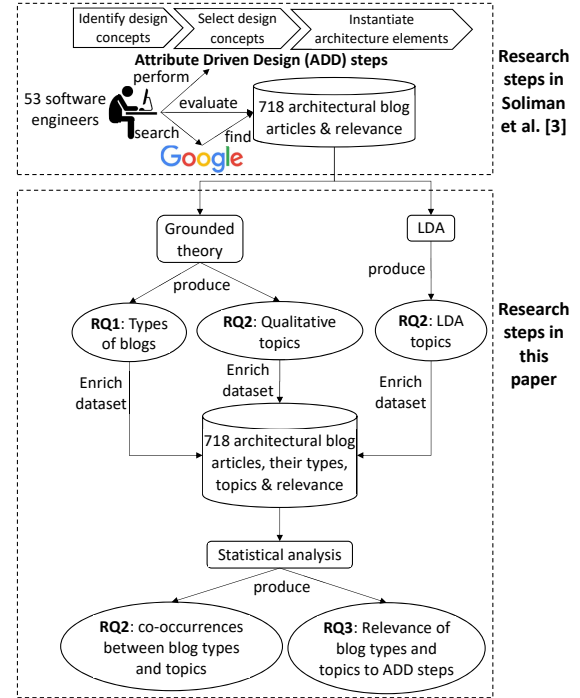 Identify design
concepts
Select design
concepts
Instantiate
architecture elements
Attribute Driven Design (ADD) steps
perform
53 software
engineers
evaluate
search
find
Google
718 architectural blog
articles & relevance
Research
steps in
Soliman
et al. [3]
Grounded
theory
LDA
produce
produce
RQ1: Types
of blogs
RQ2: Qualitative
topics
RQ2: LDA
topics
Enrich
dataset
Enrich
dataset
Enrich
dataset
718 architectural blog
articles, their types,
topics & relevance
Statistical analysis
produce
RQ2: co-occurrences
between blog types
and topics
RQ3: Relevance of
blog types and
topics to ADD steps
Research
steps in
this
paper